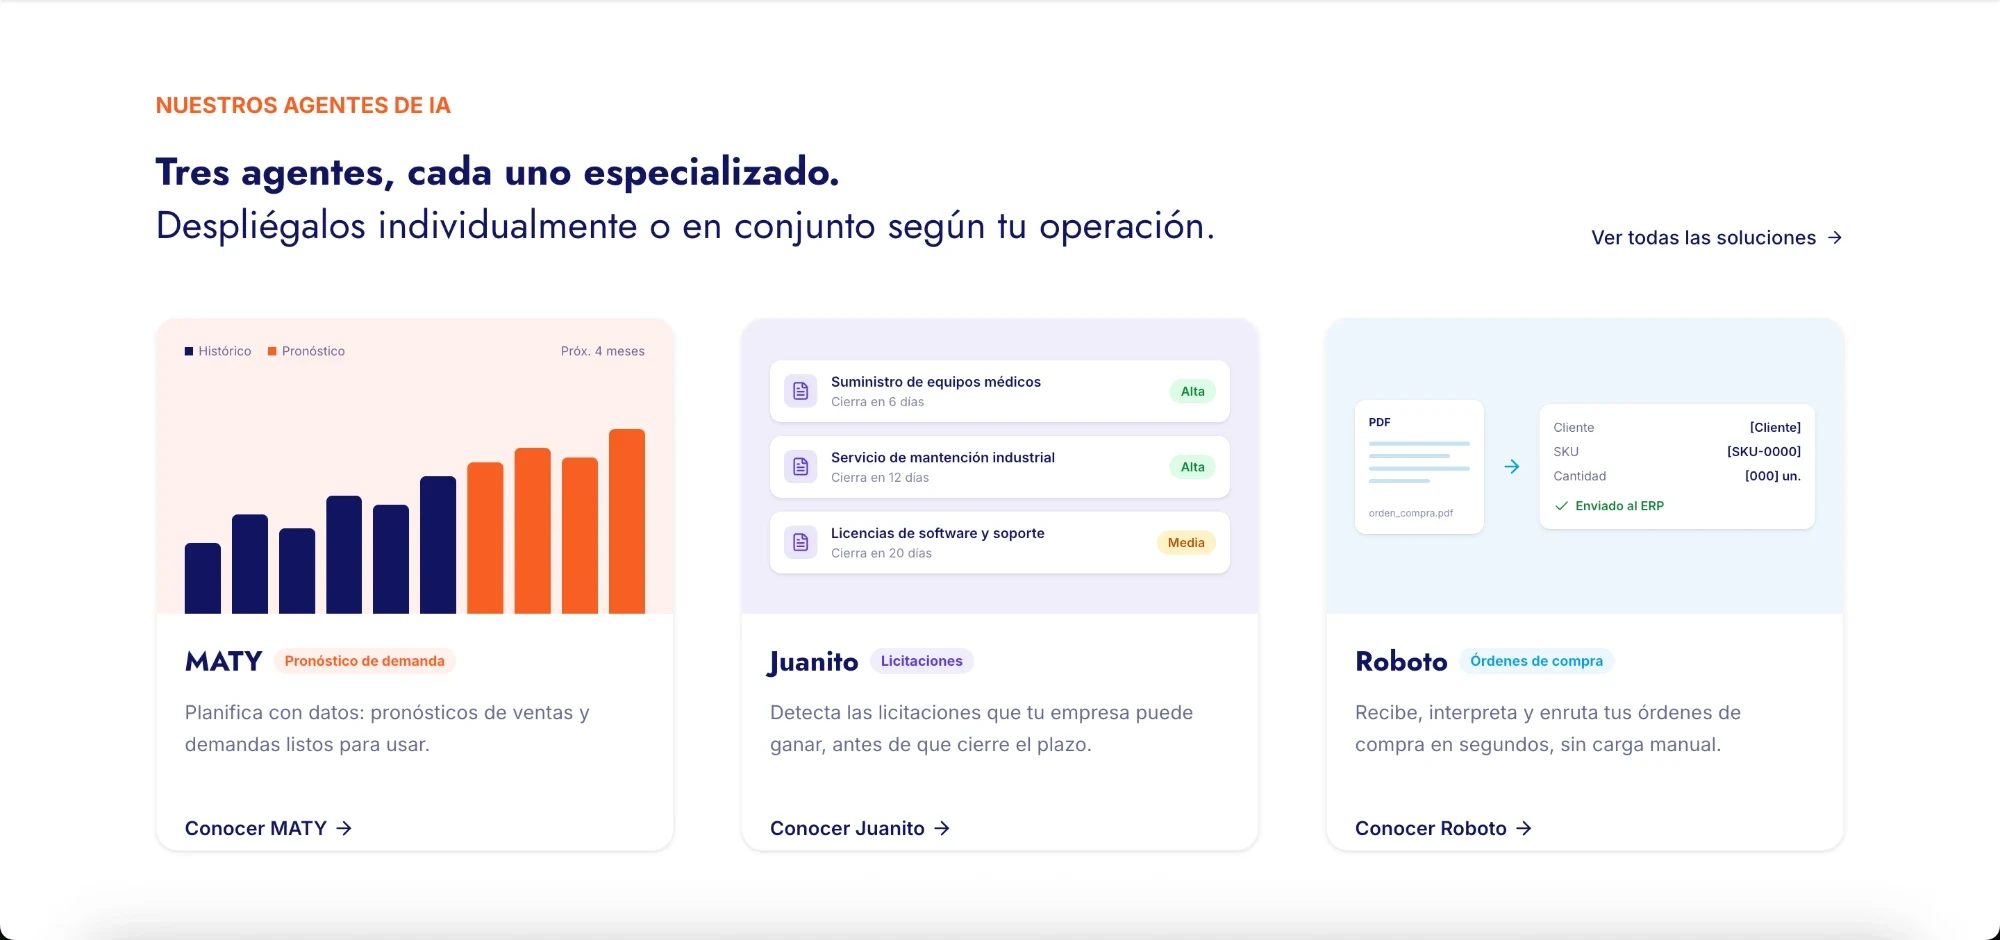 NUESTROS AGENTES DE IA
Tres agentes, cada uno especializado.
Despliégalos individualmente o en conjunto según tu operación.
Ver todas las soluciones →
Histórico
Pronóstico
Próx. 4 meses
MATY
Pronóstico de demanda
Planifica con datos: pronósticos de ventas y
demandas listos para usar.
Conocer MATY →
Suministro de equipos médicos
Cierra en 6 días
Alta
Servicio de mantención industrial
Cierra en 12 días
Alta
Licencias de software y soporte
Cierra en 20 días
Media
Juanito
Licitaciones
Detecta las licitaciones que tu empresa puede
ganar, antes de que cierre el plazo.
Conocer Juanito →
PDF
orden_compra.pdf
→
Cliente [Cliente]
SKU [SKU-0000]
Cantidad [000] un.
✓ Enviado al ERP
Roboto
Órdenes de compra
Recibe, interpreta y enruta tus órdenes de
compra en segundos, sin carga manual.
Conocer Roboto →